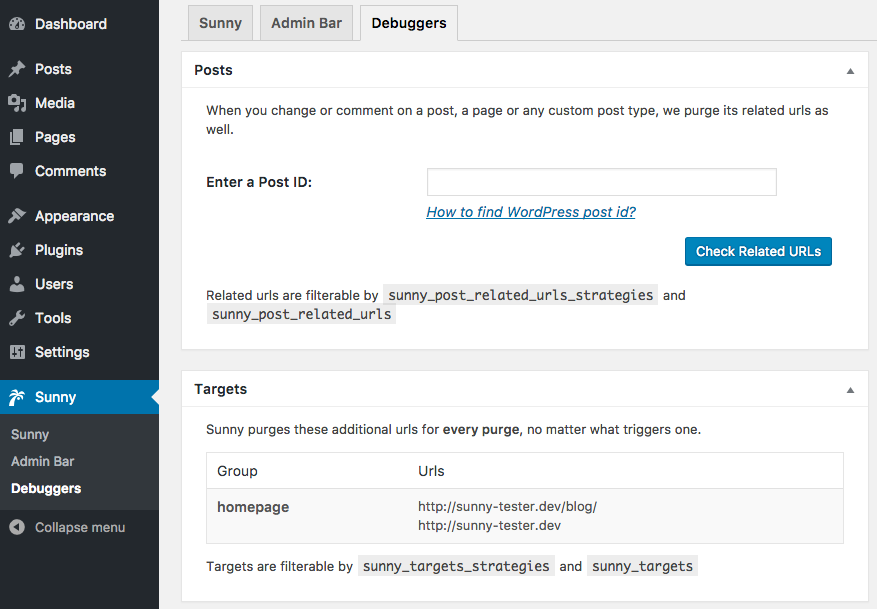 Dashboard
Posts
Media
Pages
Comments
Appearance
Plugins
Users
Tools
Settings
Sunny
Sunny
Admin Bar
Debuggers
Collapse menu
Sunny
Admin Bar
Debuggers
Posts
When you change or comment on a post, a page or any custom post type, we purge its related urls as
well.
Enter a Post ID:
How to find WordPress post id?
Check Related URLs
Related urls are filterable by sunny_post_related_urls_strategies and
sunny_post_related_urls
Targets
Sunny purges these additional urls for every purge, no matter what triggers one.
Group Urls
homepage http://sunny-tester.dev/blog/
http://sunny-tester.dev
Targets are filterable by sunny_targets_strategies and sunny_targets